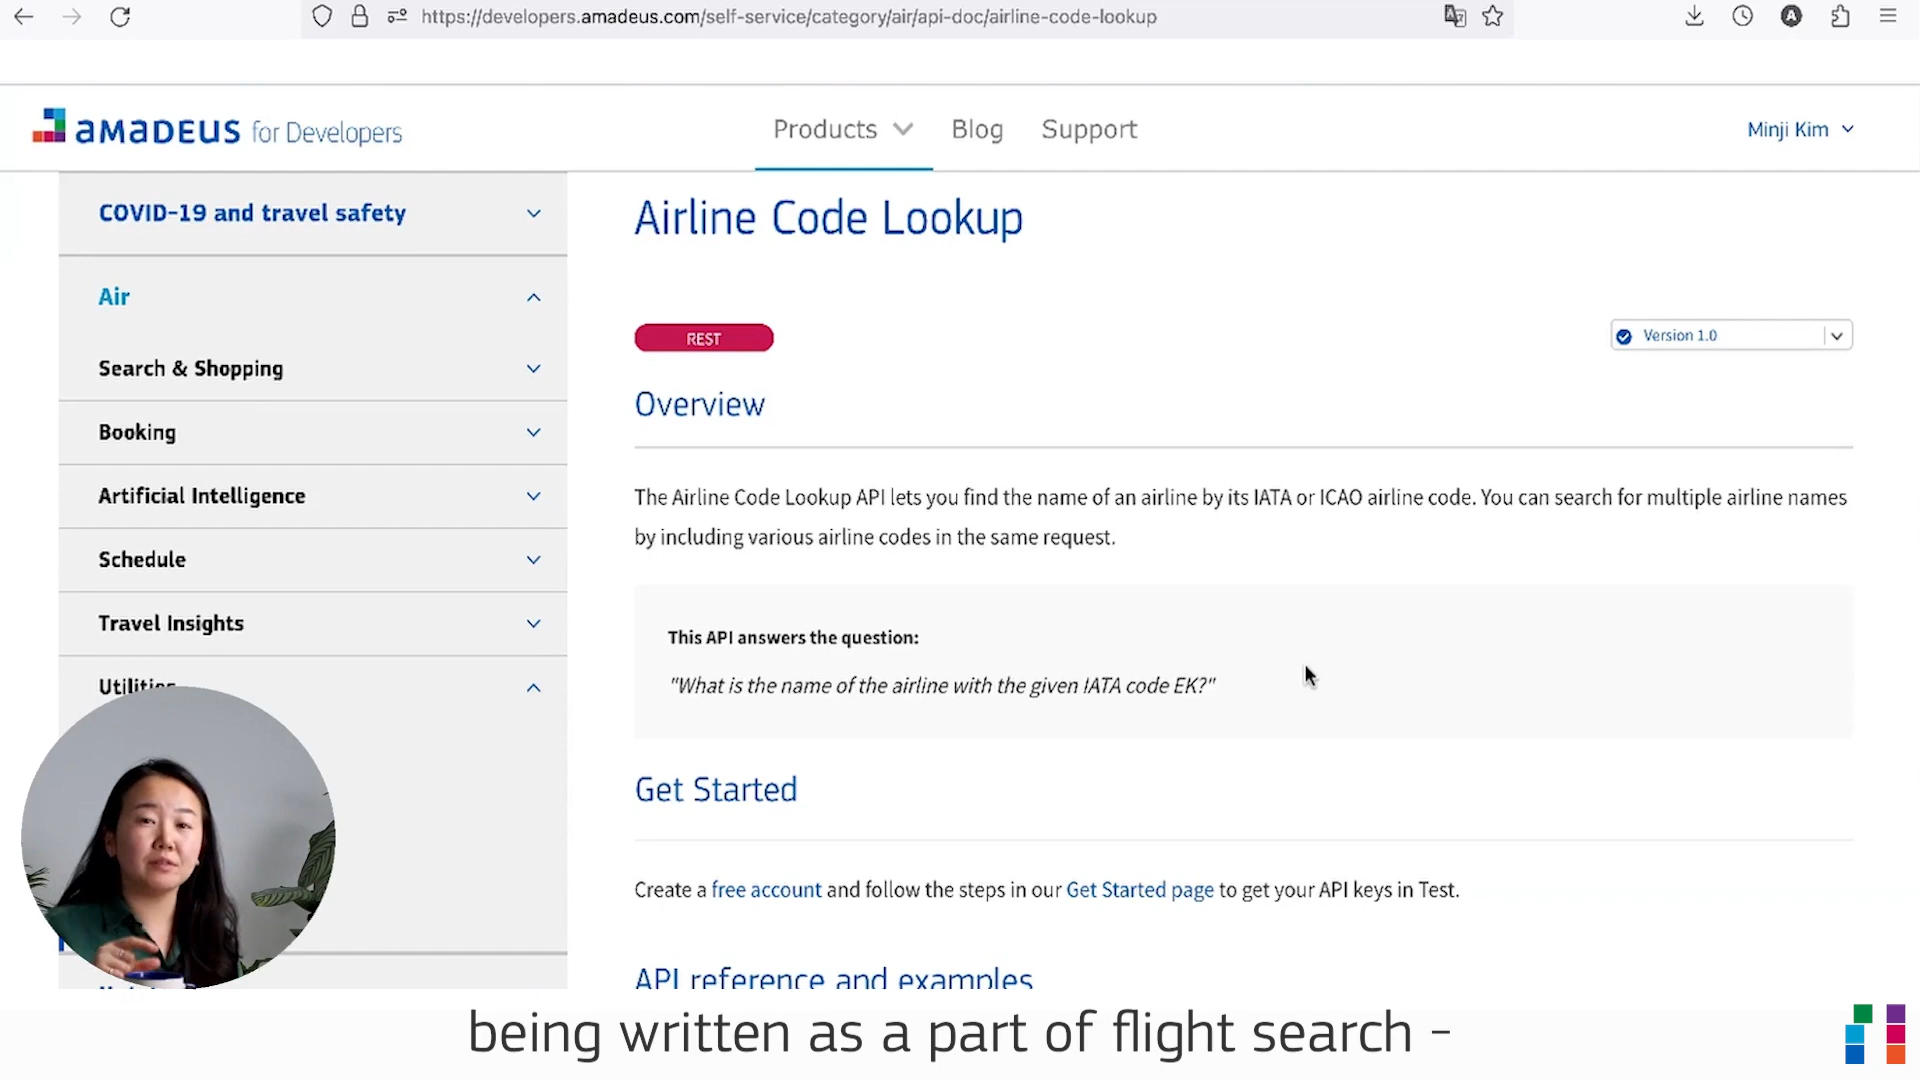 https://developers.amadeus.com/self-service/category/air/api-doc/airline-code-lookup
amadeus for Developers
Products
Blog
Support
Minji Kim
COVID-19 and travel safety
Air
Search & Shopping
Booking
Artificial Intelligence
Schedule
Travel Insights
Utilities
Airline Code Lookup
REST
Version 1.0
Overview
The Airline Code Lookup API lets you find the name of an airline by its IATA or ICAO airline code. You can search for multiple airline names
by including various airline codes in the same request.
This API answers the question:
"What is the name of the airline with the given IATA code EK?"
Get Started
Create a free account and follow the steps in our Get Started page to get your API keys in Test.
API reference and examples
being written as a part of flight search -